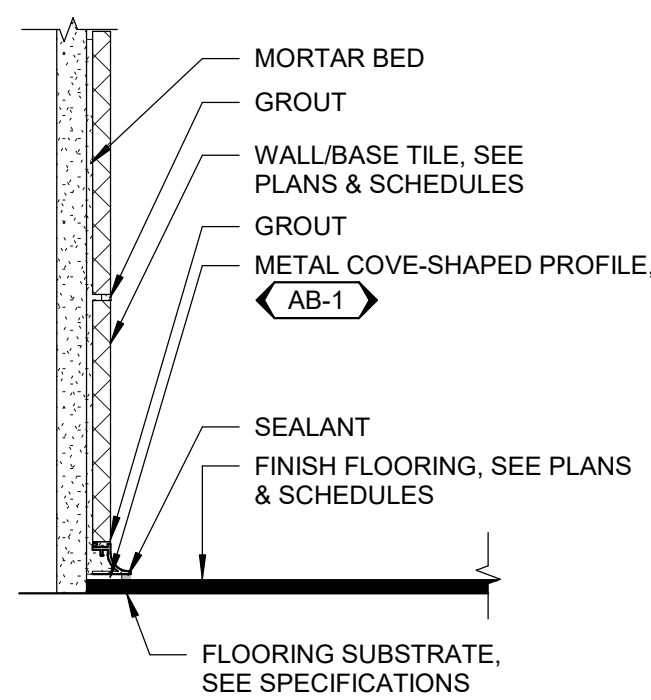 MORTAR BED
GROUT
WALL/BASE TILE, SEE
PLANS & SCHEDULES
GROUT
METAL COVE-SHAPED PROFILE,
AB-1
SEALANT
FINISH FLOORING, SEE PLANS
& SCHEDULES
FLOORING SUBSTRATE,
SEE SPECIFICATIONS